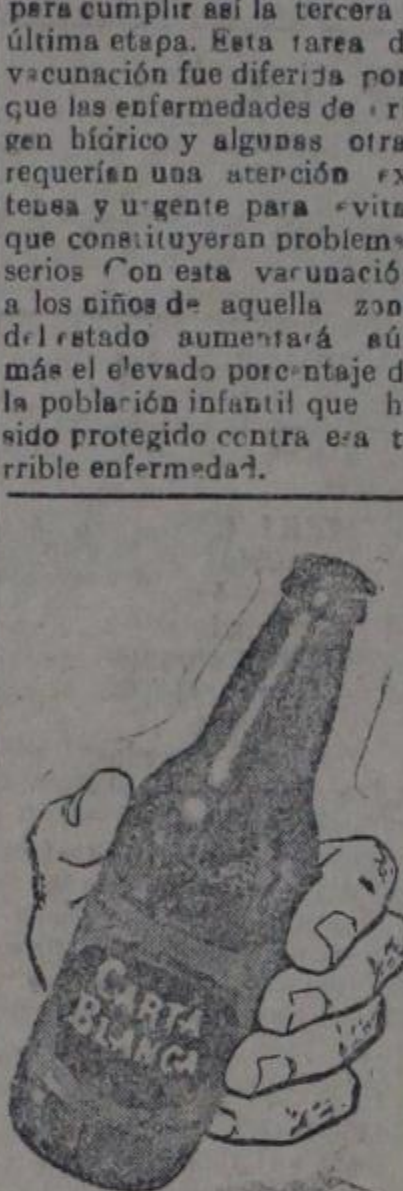 para cumplir así la tercera
última etapa. Esta tarea d
vacunación fue diferida por
que las enfermedades de r
gen hídrico y algunas otra
requerían una atención ex
tensa y urgente para evita
que constituyeran problema
serios Con esta vacunació
a los niños de aquella zon
del estado aumentará aú
más el elevado porcentaje d
la población infantil que h
sido protegido contra esa t
rrible enfermedad.
CARTA
BLANCA